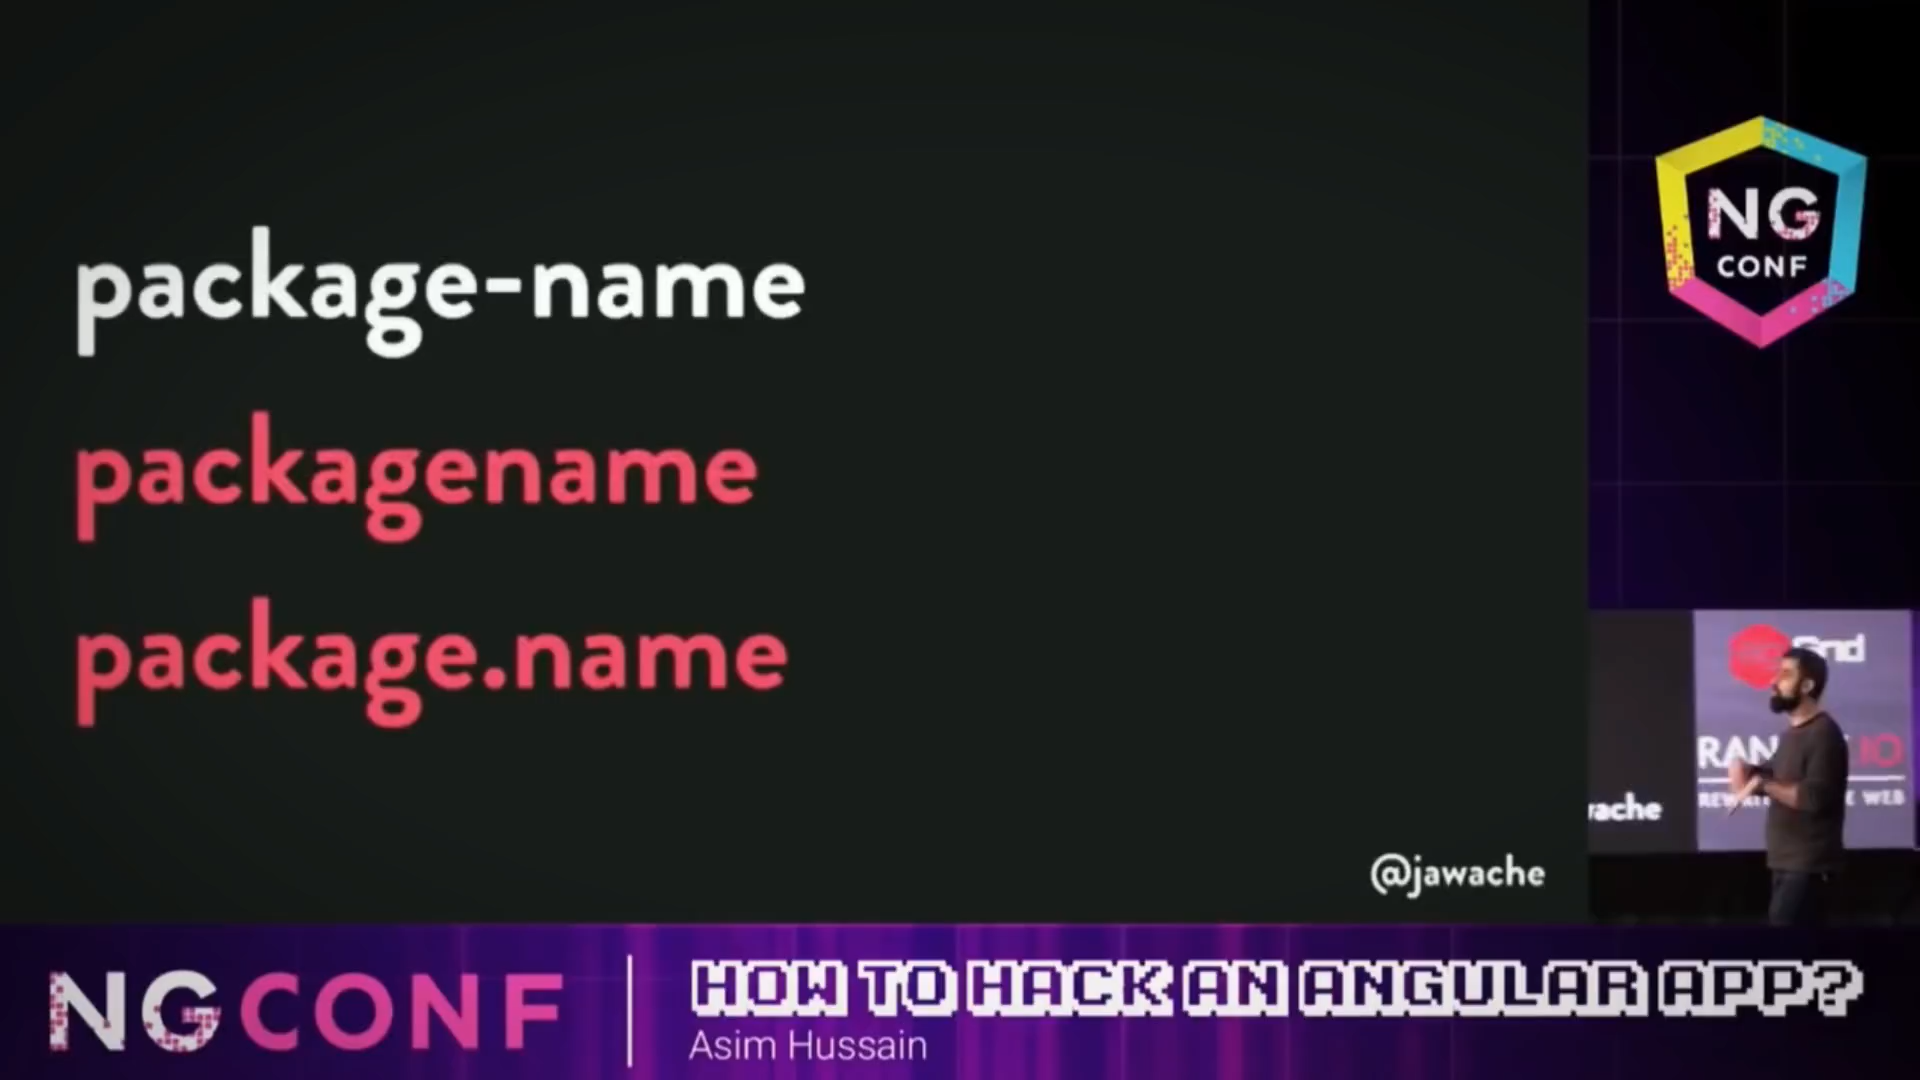 package-name
packagename
package.name
@jawache
NG
CONF
NGCONF
HOW TO HACK AN ANGULAR APP?
Asim Hussain